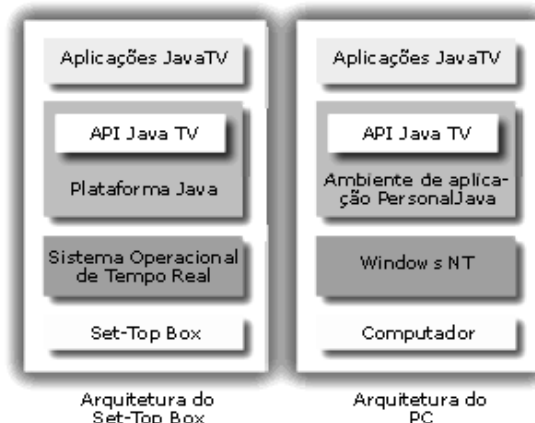 Aplicações JavaTV
API Java TV
Plataforma Java
Sistema Operacional
de Tempo Real
Set-Top Box
Arquitetura do
Set-Top Box
Aplicações JavaTV
API Java TV
Ambiente de aplica-
ção PersonalJava
Windows NT
Computador
Arquitetura do
PC